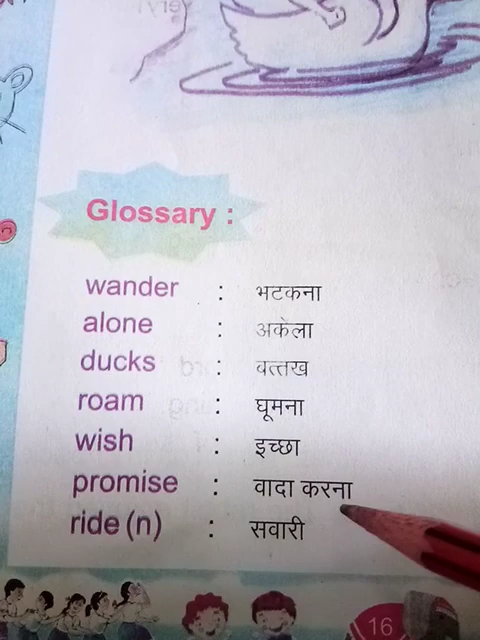 Glossary :
wander : भटकना
alone : अकेला
ducks : बत्तख
roam : घूमना
wish : इच्छा
promise : वादा करना
ride (n) : सवारी
16